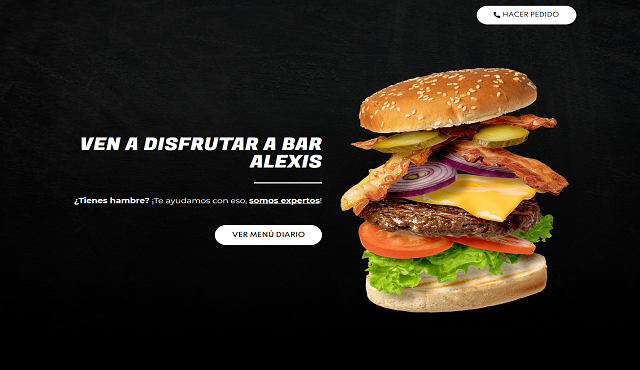 HACER PEDIDO
VEN A DISFRUTAR A BAR
ALEXIS
¿Tienes hambre? ¡Te ayudamos con eso, somos expertos!
VER MENÚ DIARIO